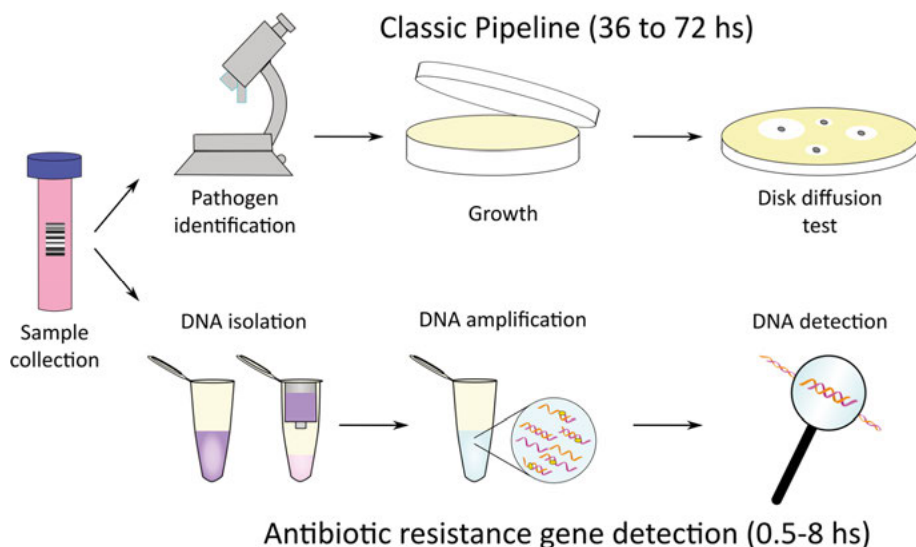 Classic Pipeline (36 to 72 hs)
Pathogen
identification
Growth
Disk diffusion
test
Sample
collection
DNA isolation
DNA amplification
DNA detection
Antibiotic resistance gene detection (0.5-8 hs)